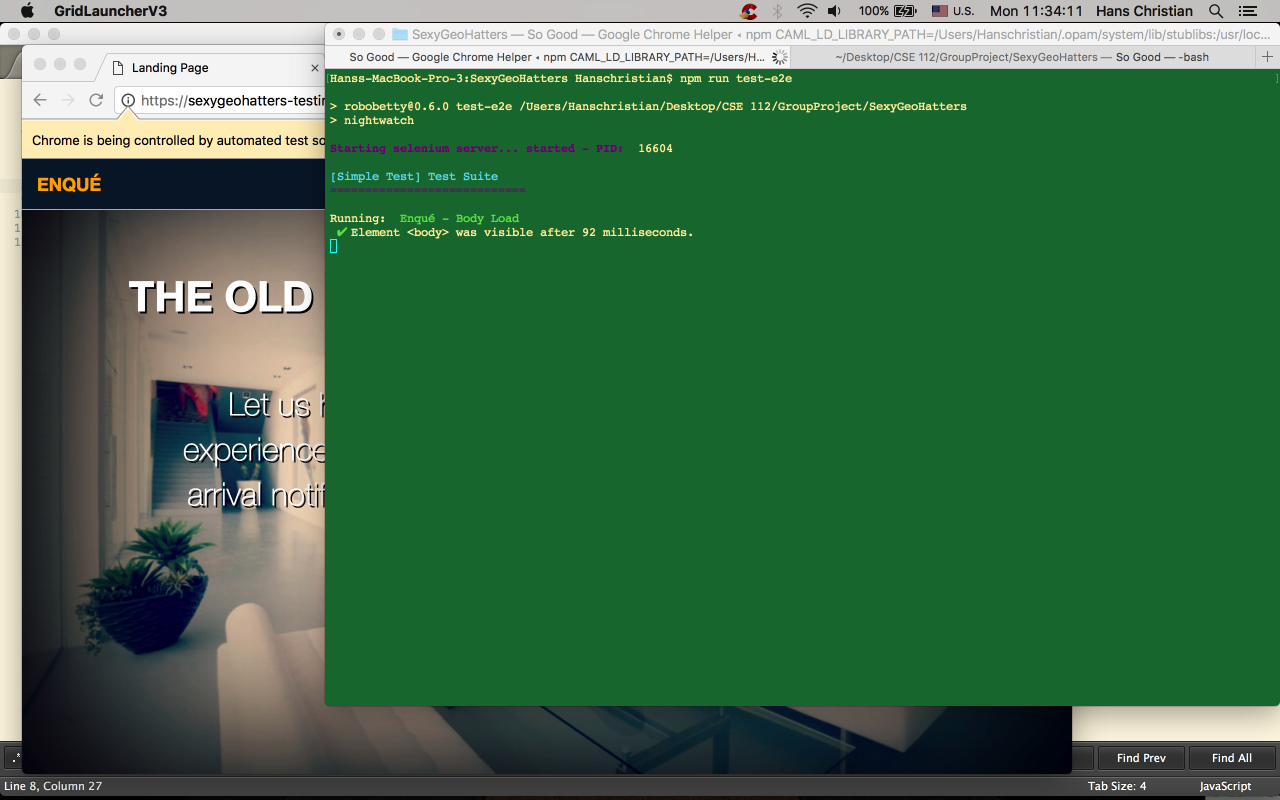 GridLauncherV3
100%
U.S.
Mon 11:34:11
Hans Christian
SexyGeoHatters — So Good — Google Chrome Helper ◂ npm CAML_LD_LIBRARY_PATH=/Users/Hanschristian/.opam/system/lib/stublibs:/usr/loc...
So Good — Google Chrome Helper ◂ npm CAML_LD_LIBRARY_PATH=/Users/H...
~/Desktop/CSE 112/GroupProject/SexyGeoHatters — So Good — -bash
Landing Page
https://sexygeohatters-testin
Chrome is being controlled by automated test so
ENQUÉ
THE OLD
Let us h
experience
arrival notif
[Hanss-MacBook-Pro-3:SexyGeoHatters Hanschristian$ npm run test-e2e
> robobetty@0.6.0 test-e2e /Users/Hanschristian/Desktop/CSE 112/GroupProject/SexyGeoHatters
> nightwatch
Starting selenium server... started - PID: 16604
[Simple Test] Test Suite
============================
Running: Enqué - Body Load
✔ Element <body> was visible after 92 milliseconds.
1
1
1
.*
Find Prev
Find All
Line 8, Column 27
Tab Size: 4
JavaScript